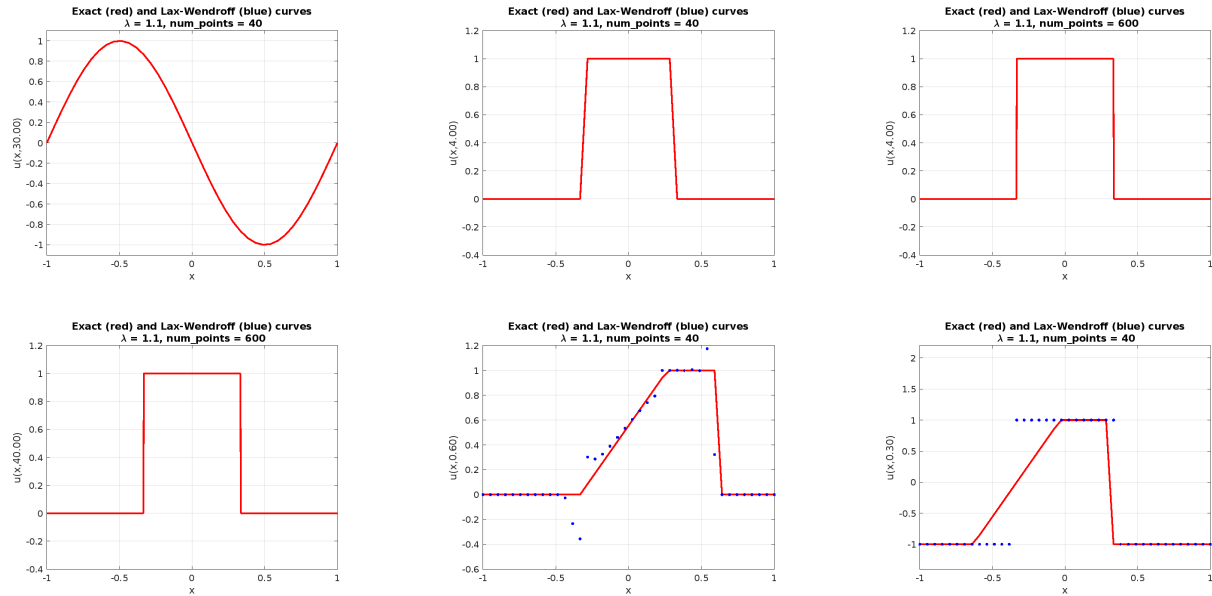 Exact (red) and Lax-Wendroff (blue) curves
λ = 1.1, num_points = 40
1
0.8
0.6
0.4
0.2
0
-0.2
-0.4
-0.6
-0.8
-1
u(x,30.00)
-1 -0.5 0 0.5 1
x
Exact (red) and Lax-Wendroff (blue) curves
λ = 1.1, num_points = 40
1.2
1
0.8
0.6
0.4
0.2
0
-0.2
-0.4
u(x,4.00)
-1 -0.5 0 0.5 1
x
Exact (red) and Lax-Wendroff (blue) curves
λ = 1.1, num_points = 600
1.2
1
0.8
0.6
0.4
0.2
0
-0.2
-0.4
u(x,4.00)
-1 -0.5 0 0.5 1
x
Exact (red) and Lax-Wendroff (blue) curves
λ = 1.1, num_points = 600
1.2
1
0.8
0.6
0.4
0.2
0
-0.2
-0.4
u(x,40.00)
-1 -0.5 0 0.5 1
x
Exact (red) and Lax-Wendroff (blue) curves
λ = 1.1, num_points = 40
1.2
1
0.8
0.6
0.4
0.2
0
-0.2
-0.4
-0.6
u(x,0.60)
-1 -0.5 0 0.5 1
x
Exact (red) and Lax-Wendroff (blue) curves
λ = 1.1, num_points = 40
2
1.5
1
0.5
0
-0.5
-1
u(x,0.30)
-1 -0.5 0 0.5 1
x